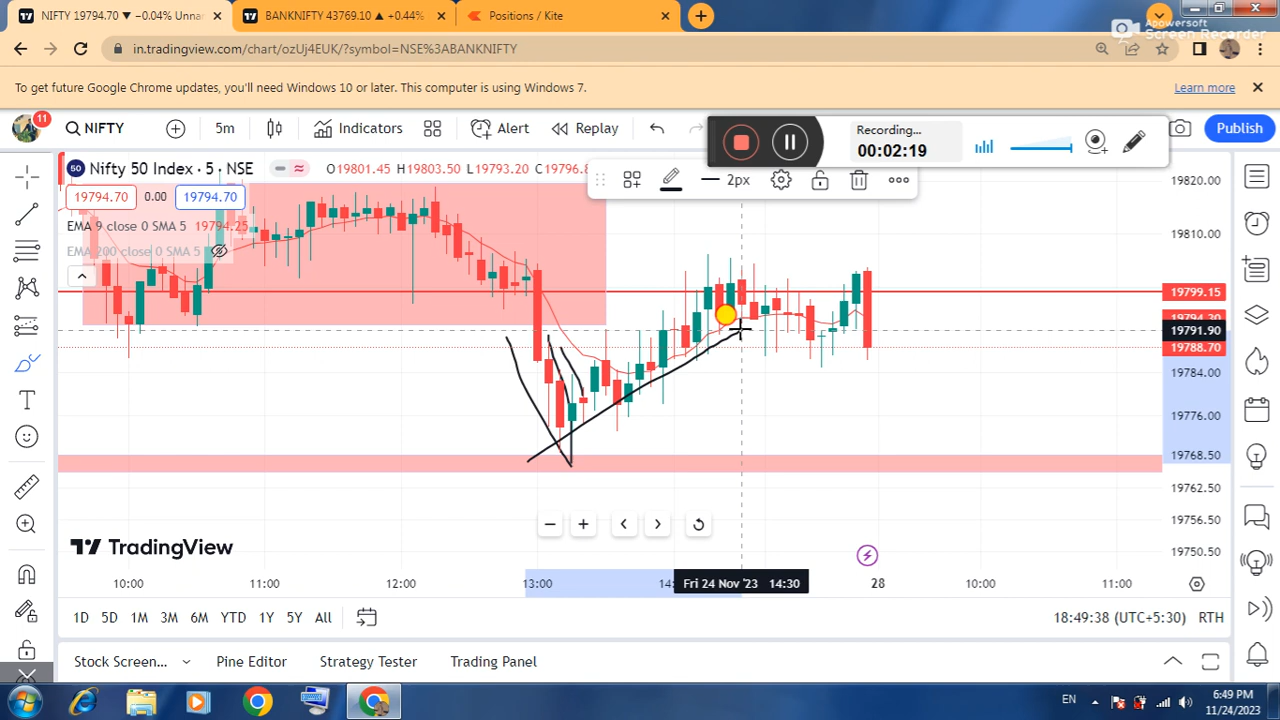 NIFTY 19794.70 ▼ −0.04% Unnar
BANKNIFTY 43769.10 ▲ +0.44%
Positions / Kite
Apowersoft
Screen Recorder
in.tradingview.com/chart/ozUj4EUK/?symbol=NSE%3ABANKNIFTY
To get future Google Chrome updates, you'll need Windows 10 or later. This computer is using Windows 7.
Learn more
11
NIFTY
5m
Indicators
Alert
Replay
Recording...
00:02:19
Publish
50 Nifty 50 Index · 5 · NSE
O19801.45 H19803.50 L19793.20 C19796.8
2px
19794.70 0.00 19794.70
EMA 9 close 0 SMA 5 19794.25
EMA 200 close 0 SMA 5
19820.00
19810.00
19799.15
19791.90
19788.70
19784.00
19776.00
19768.50
19762.50
19756.50
19750.50
TradingView
10:00 11:00 12:00 13:00 14: Fri 24 Nov '23 14:30 28 10:00 11:00
1D 5D 1M 3M 6M YTD 1Y 5Y All
18:49:38 (UTC+5:30) RTH
Stock Screen... Pine Editor Strategy Tester Trading Panel
EN
6:49 PM
11/24/2023